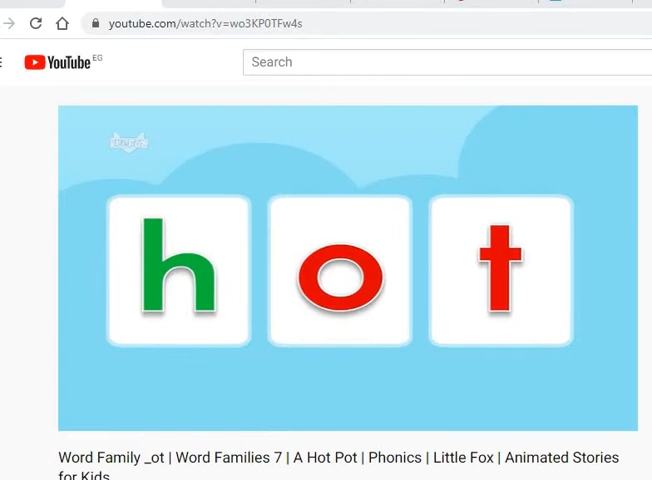 youtube.com/watch?v=wo3KP0TFw4s
YouTube EG
Search
h o t
Word Family _ot | Word Families 7 | A Hot Pot | Phonics | Little Fox | Animated Stories
for Kids